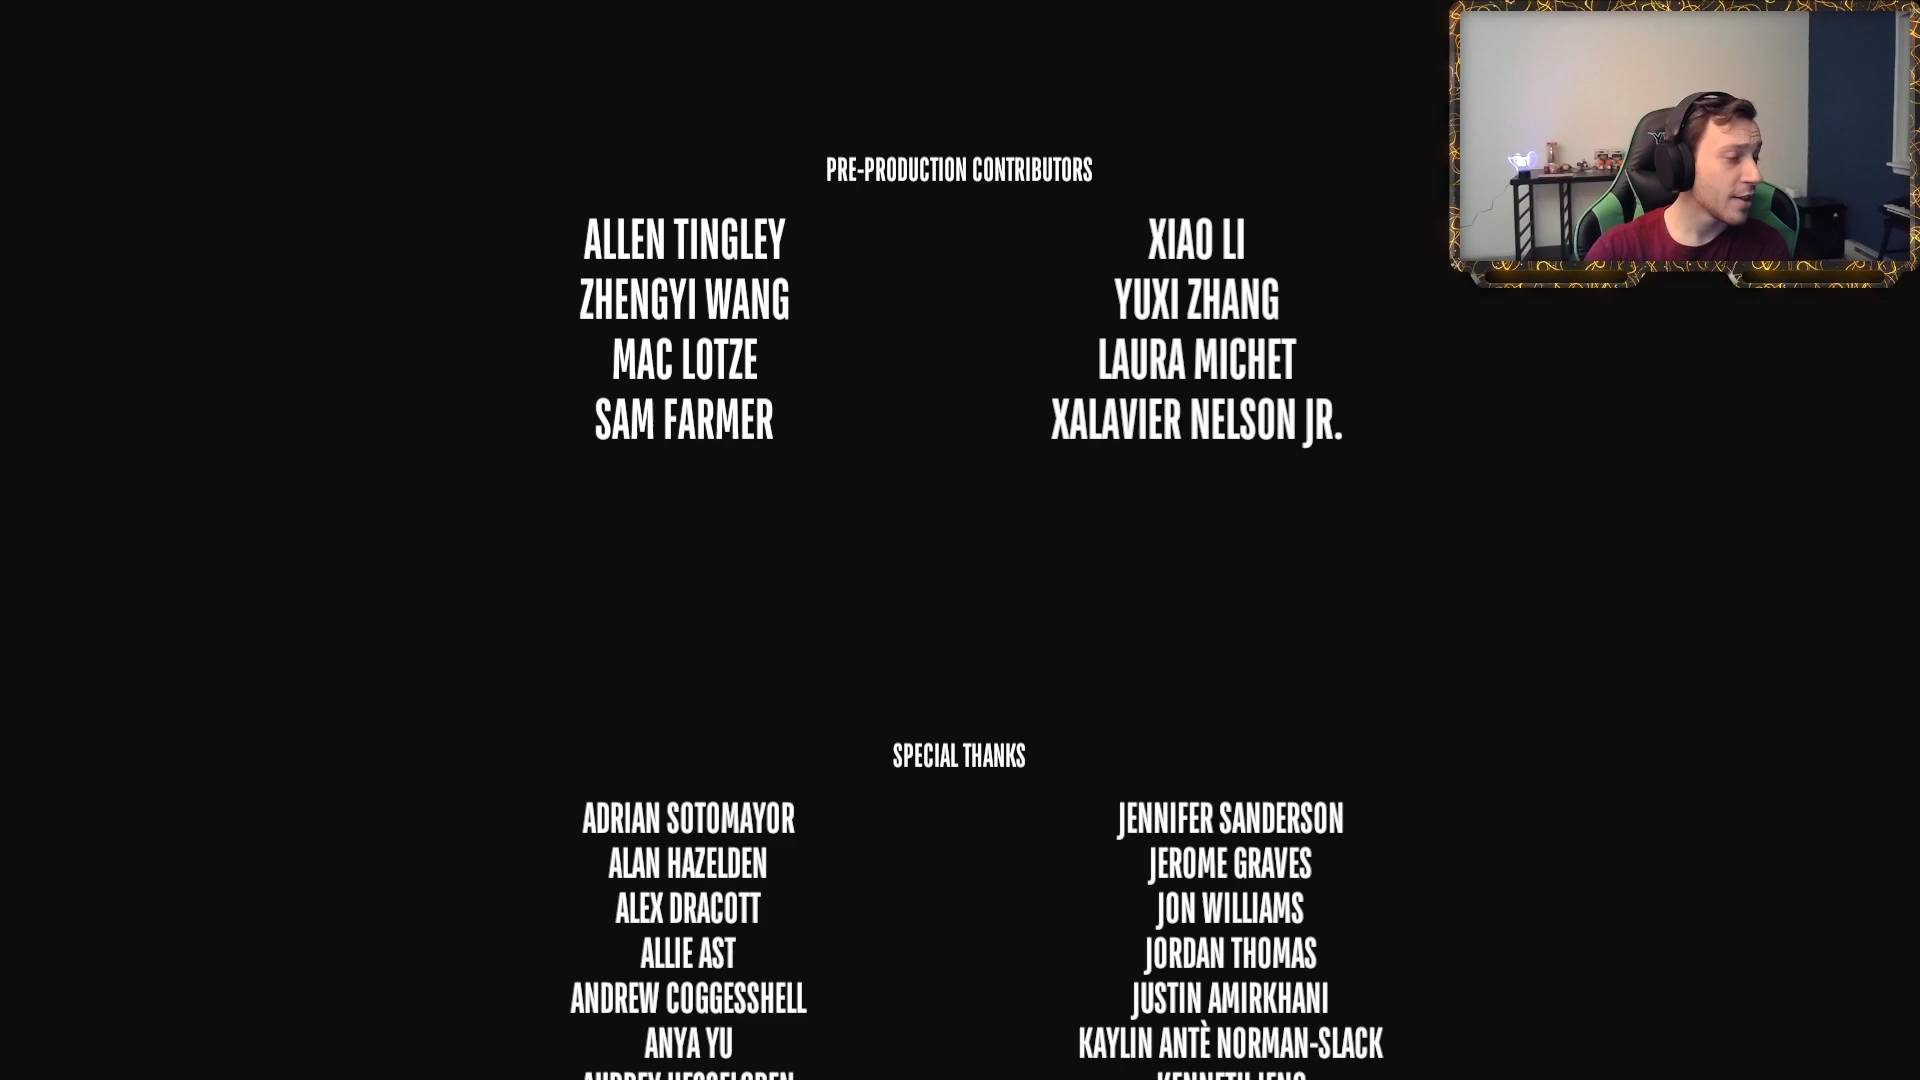 PRE-PRODUCTION CONTRIBUTORS
ALLEN TINGLEY
XIAO LI
ZHENGYI WANG
YUXI ZHANG
MAC LOTZE
LAURA MICHET
SAM FARMER
XALAVIER NELSON JR.
SPECIAL THANKS
ADRIAN SOTOMAYOR
JENNIFER SANDERSON
ALAN HAZELDEN
JEROME GRAVES
ALEX DRACOTT
JON WILLIAMS
ALLIE AST
JORDAN THOMAS
ANDREW COGGESSHELL
JUSTIN AMIRKHANI
ANYA YU
KAYLIN ANTÈ NORMAN-SLACK